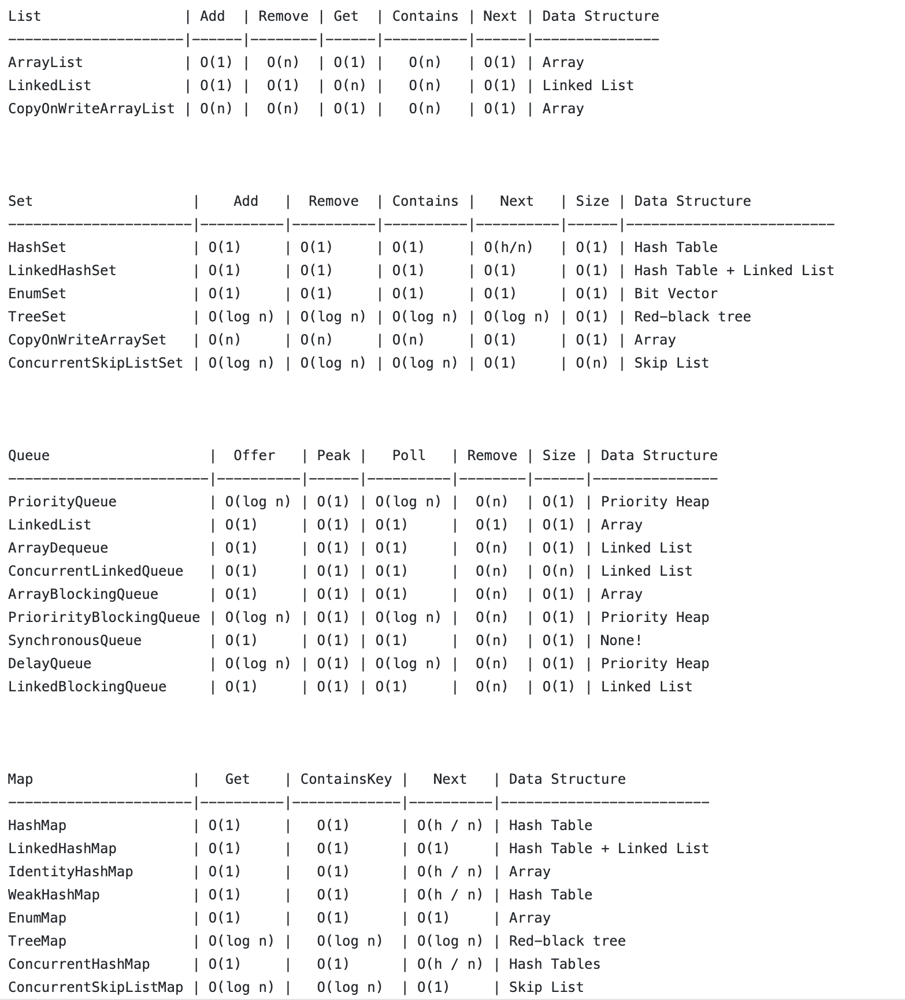 List                 | Add  | Remove | Get  | Contains | Next | Data Structure
---------------------|------|--------|------|----------|------|---------------
ArrayList            | O(1) |  O(n)  | O(1) |   O(n)   | O(1) | Array
LinkedList           | O(1) |  O(1)  | O(n) |   O(n)   | O(1) | Linked List
CopyOnWriteArrayList | O(n) |  O(n)  | O(1) |   O(n)   | O(1) | Array
Set                   |    Add   |  Remove  | Contains |   Next   | Size | Data Structure
----------------------|----------|----------|----------|----------|------|-------------------------
HashSet               | O(1)     | O(1)     | O(1)     | O(h/n)   | O(1) | Hash Table
LinkedHashSet         | O(1)     | O(1)     | O(1)     | O(1)     | O(1) | Hash Table + Linked List
EnumSet               | O(1)     | O(1)     | O(1)     | O(1)     | O(1) | Bit Vector
TreeSet               | O(log n) | O(log n) | O(log n) | O(log n) | O(1) | Red-black tree
CopyOnWriteArraySet   | O(n)     | O(n)     | O(n)     | O(1)     | O(1) | Array
ConcurrentSkipListSet | O(log n) | O(log n) | O(log n) | O(1)     | O(n) | Skip List
Queue                   |  Offer   | Peak |   Poll   | Remove | Size | Data Structure
------------------------|----------|------|----------|--------|------|---------------
PriorityQueue           | O(log n) | O(1) | O(log n) |  O(n)  | O(1) | Priority Heap
LinkedList              | O(1)     | O(1) | O(1)     |  O(1)  | O(1) | Array
ArrayDequeue            | O(1)     | O(1) | O(1)     |  O(n)  | O(1) | Linked List
ConcurrentLinkedQueue   | O(1)     | O(1) | O(1)     |  O(n)  | O(n) | Linked List
ArrayBlockingQueue      | O(1)     | O(1) | O(1)     |  O(n)  | O(1) | Array
PriorirityBlockingQueue | O(log n) | O(1) | O(log n) |  O(n)  | O(1) | Priority Heap
SynchronousQueue        | O(1)     | O(1) | O(1)     |  O(n)  | O(1) | None!
DelayQueue              | O(log n) | O(1) | O(log n) |  O(n)  | O(1) | Priority Heap
LinkedBlockingQueue     | O(1)     | O(1) | O(1)     |  O(n)  | O(1) | Linked List
Map                   |   Get    | ContainsKey |   Next   | Data Structure
----------------------|----------|-------------|----------|-------------------------
HashMap               | O(1)     |   O(1)      | O(h / n) | Hash Table
LinkedHashMap         | O(1)     |   O(1)      | O(1)     | Hash Table + Linked List
IdentityHashMap       | O(1)     |   O(1)      | O(h / n) | Array
WeakHashMap           | O(1)     |   O(1)      | O(h / n) | Hash Table
EnumMap               | O(1)     |   O(1)      | O(1)     | Array
TreeMap               | O(log n) |   O(log n)  | O(log n) | Red-black tree
ConcurrentHashMap     | O(1)     |   O(1)      | O(h / n) | Hash Tables
ConcurrentSkipListMap | O(log n) |   O(log n)  | O(1)     | Skip List